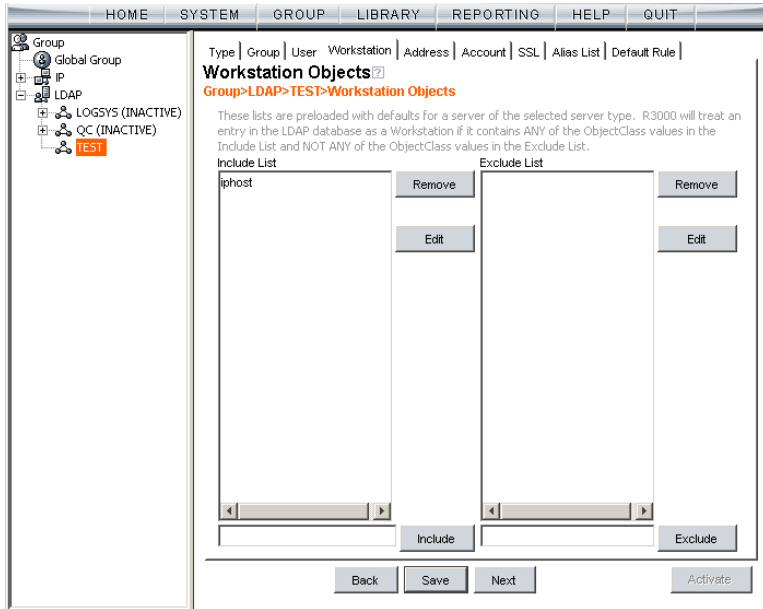 HOME SYSTEM GROUP LIBRARY REPORTING HELP QUIT
Group
Global Group
IP
LDAP
LOGSYS (INACTIVE)
QC (INACTIVE)
TEST
Type Group User Workstation Address Account SSL Alias List Default Rule
Workstation Objects?
Group>LDAP>TEST>Workstation Objects
These lists are preloaded with defaults for a server of the selected server type. R3000 will treat an
entry in the LDAP database as a Workstation if it contains ANY of the ObjectClass values in the
Include List and NOT ANY of the ObjectClass values in the Exclude List.
Include List Exclude List
iphost Remove Remove
Edit Edit
Include Exclude
Back Save Next Activate